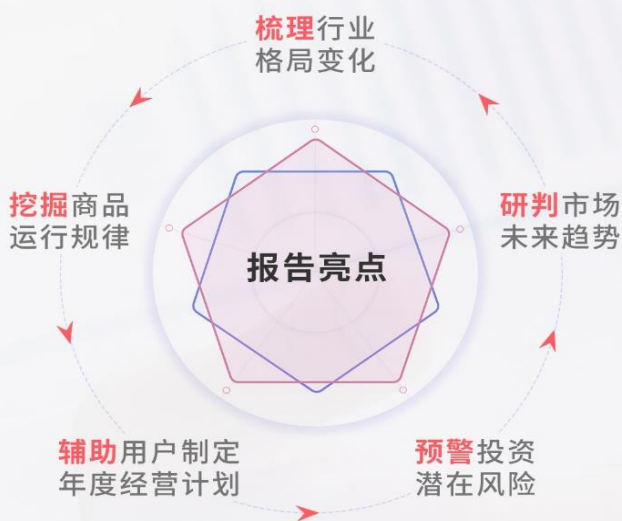 梳理行业
格局变化
挖掘商品
运行规律
研判市场
未来趋势
报告亮点
辅助用户制定
年度经营计划
预警投资
潜在风险